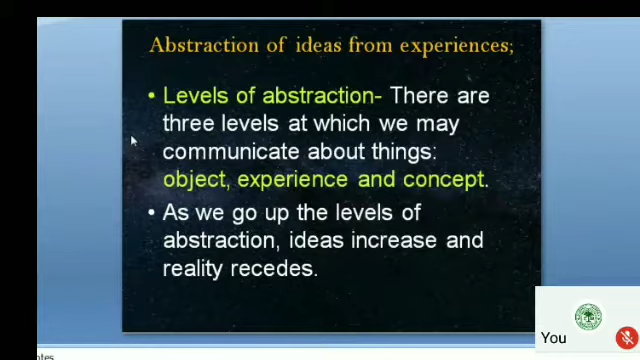 Abstraction of ideas from experiences;
• Levels of abstraction- There are
three levels at which we may
communicate about things:
object, experience and concept.
• As we go up the levels of
abstraction, ideas increase and
reality recedes.
You